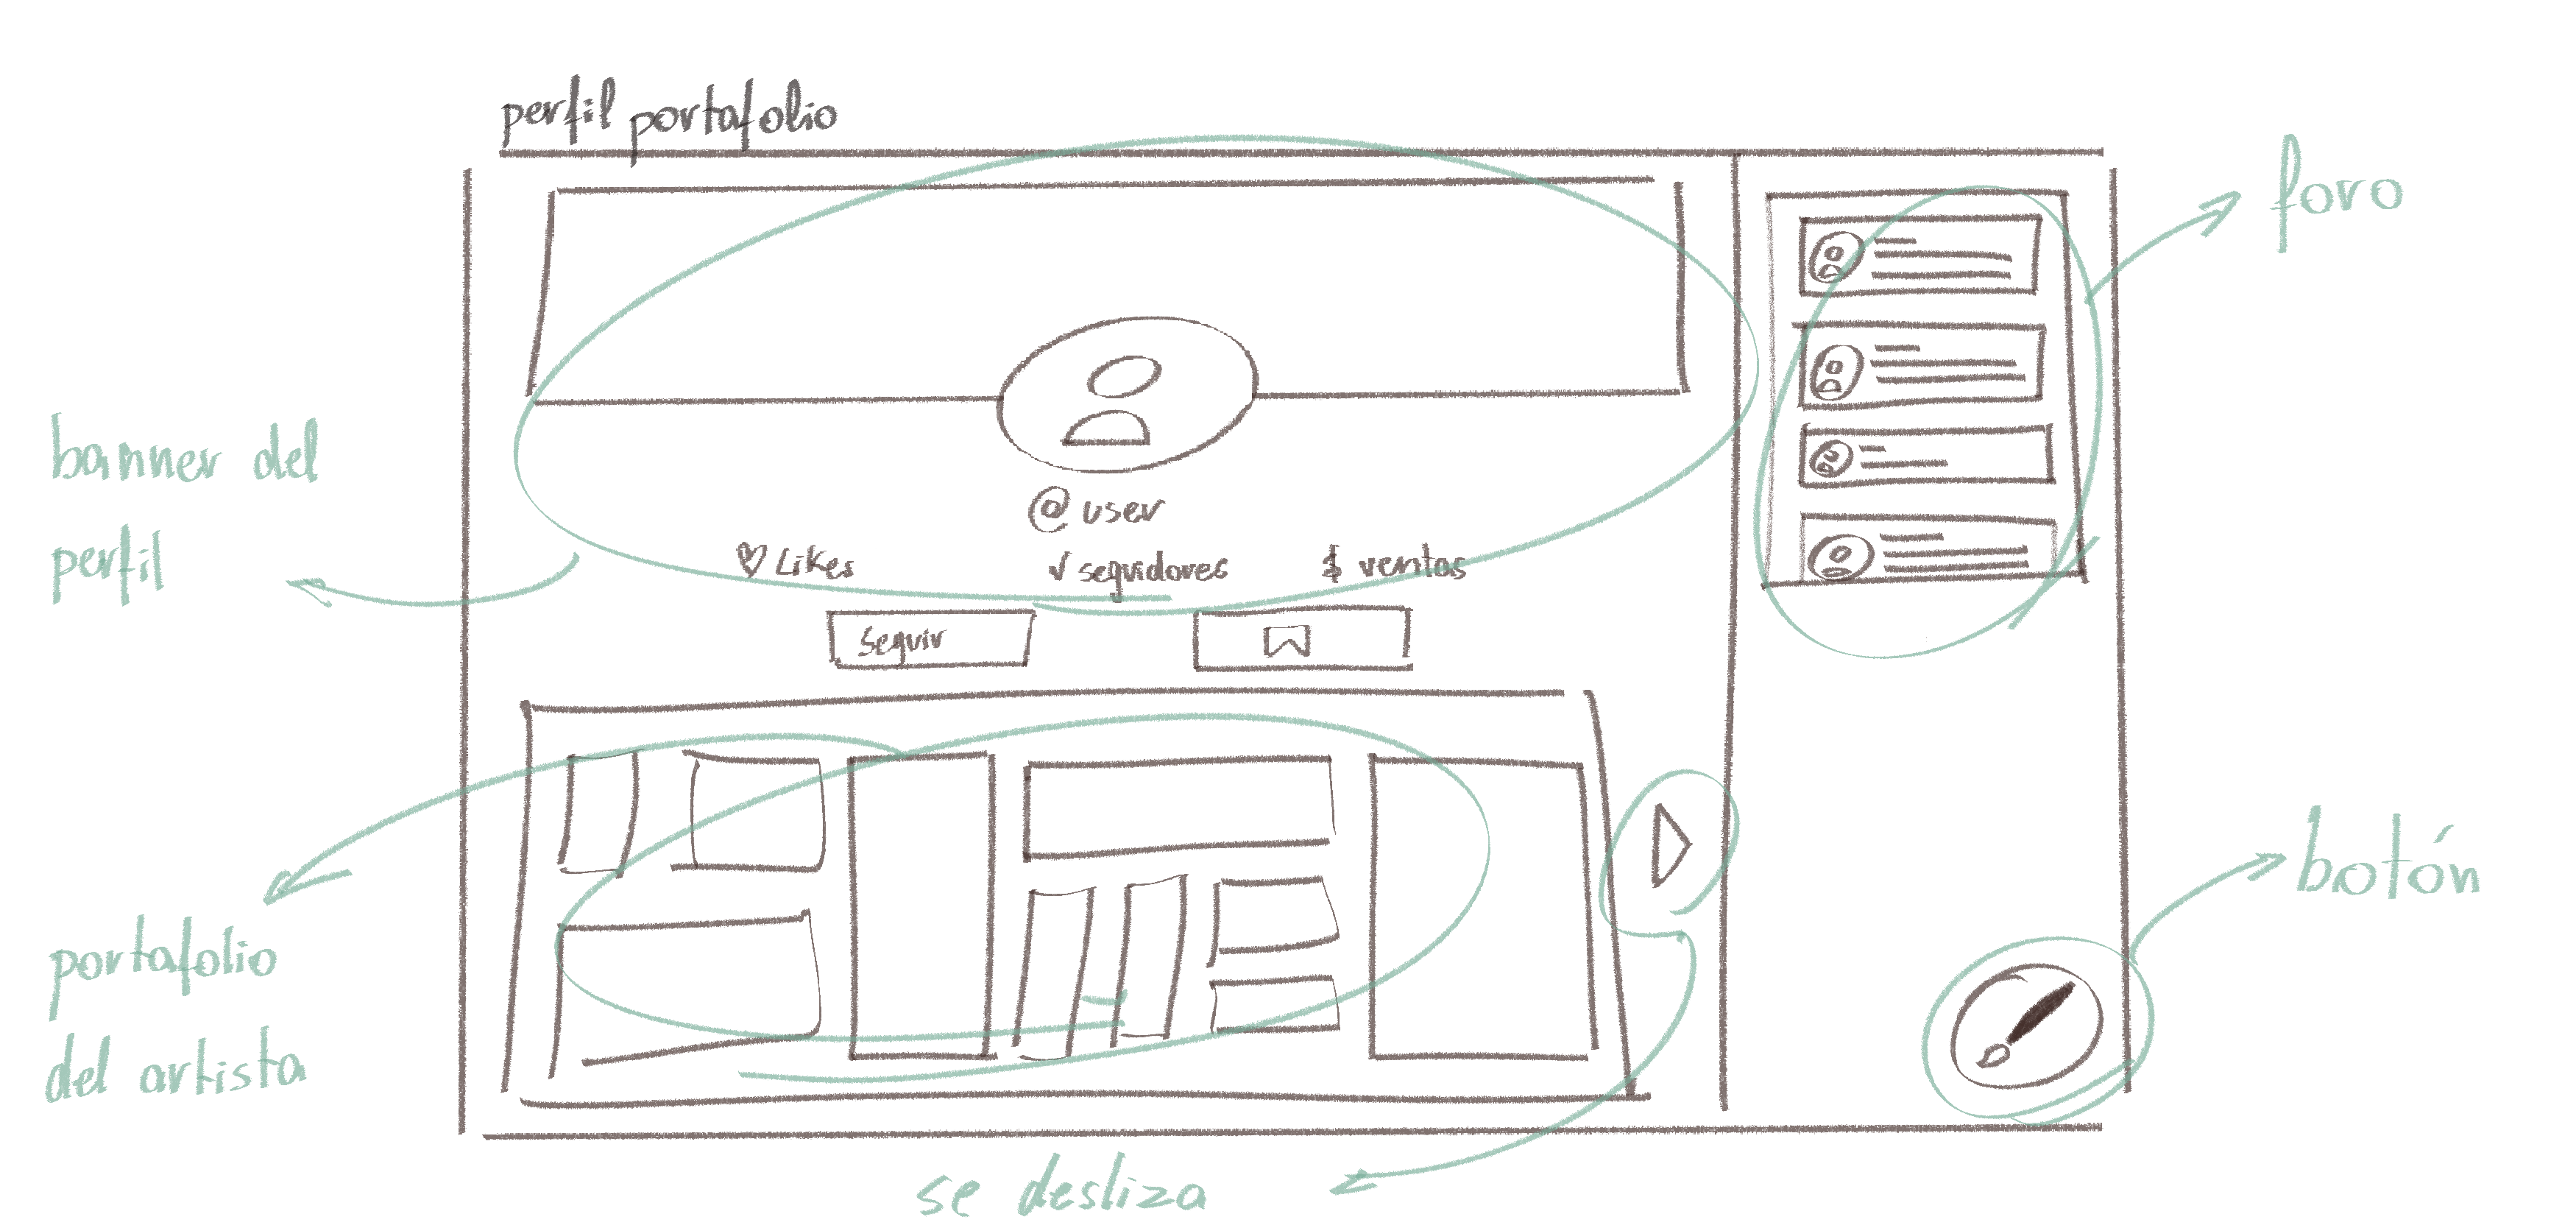 perfil portafolio
foro
banner del
perfil
@user
Likes
seguidores
$ ventas
Seguir
portafolio
del artista
botón
se desliza